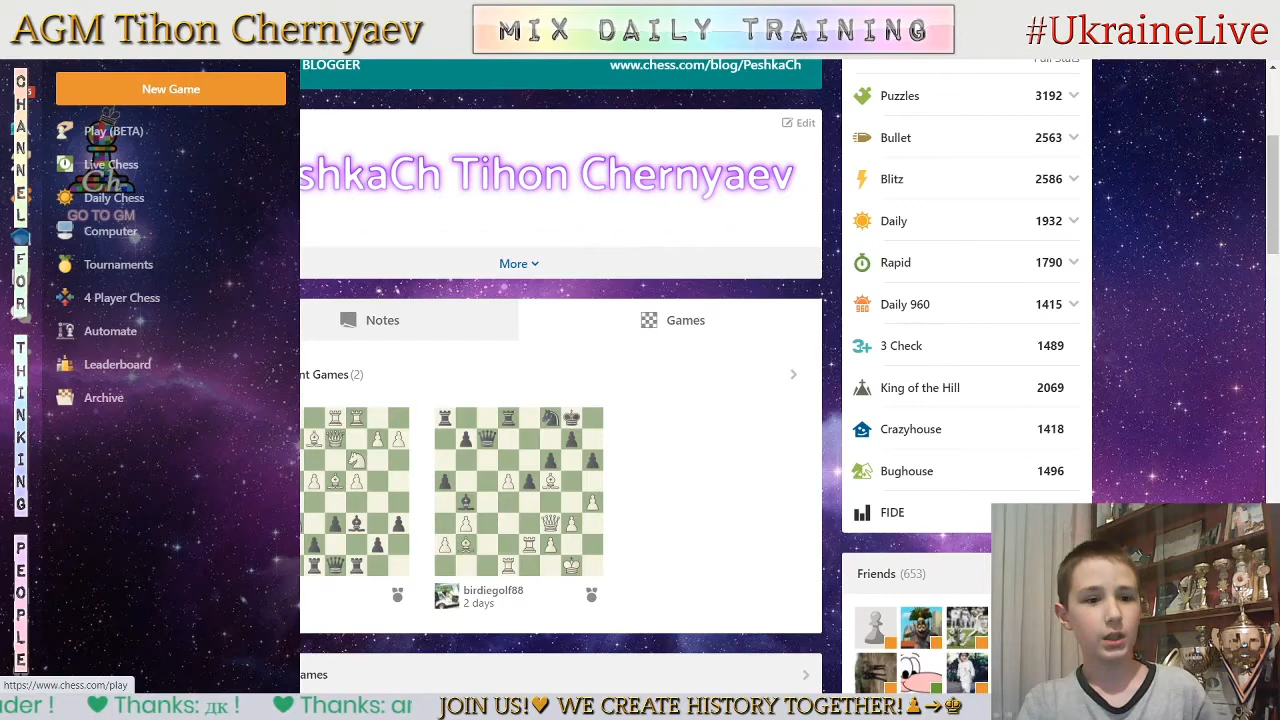 AGM Tihon Chernyaev
MIX DAILY TRAINING
#UkraineLive
CHANNEL FOR THINKING PEOPLE
New Game
Play (BETA)
Live Chess
Daily Chess
GO TO GM
Computer
Tournaments
4 Player Chess
Automate
Leaderboard
Archive
https://www.chess.com/play
BLOGGER
www.chess.com/blog/PeshkaCh
Edit
shkaCh Tihon Chernyaev
More
Notes
Games
nt Games (2)
birdiegolf88
2 days
ames
Full Stats
Puzzles 3192
Bullet 2563
Blitz 2586
Daily 1932
Rapid 1790
Daily 960 1415
3 Check 1489
King of the Hill 2069
Crazyhouse 1418
Bughouse 1496
FIDE
Friends (653)
ader ! Thanks: дк ! Thanks: ar
JOIN US! WE CREATE HISTORY TOGETHER!